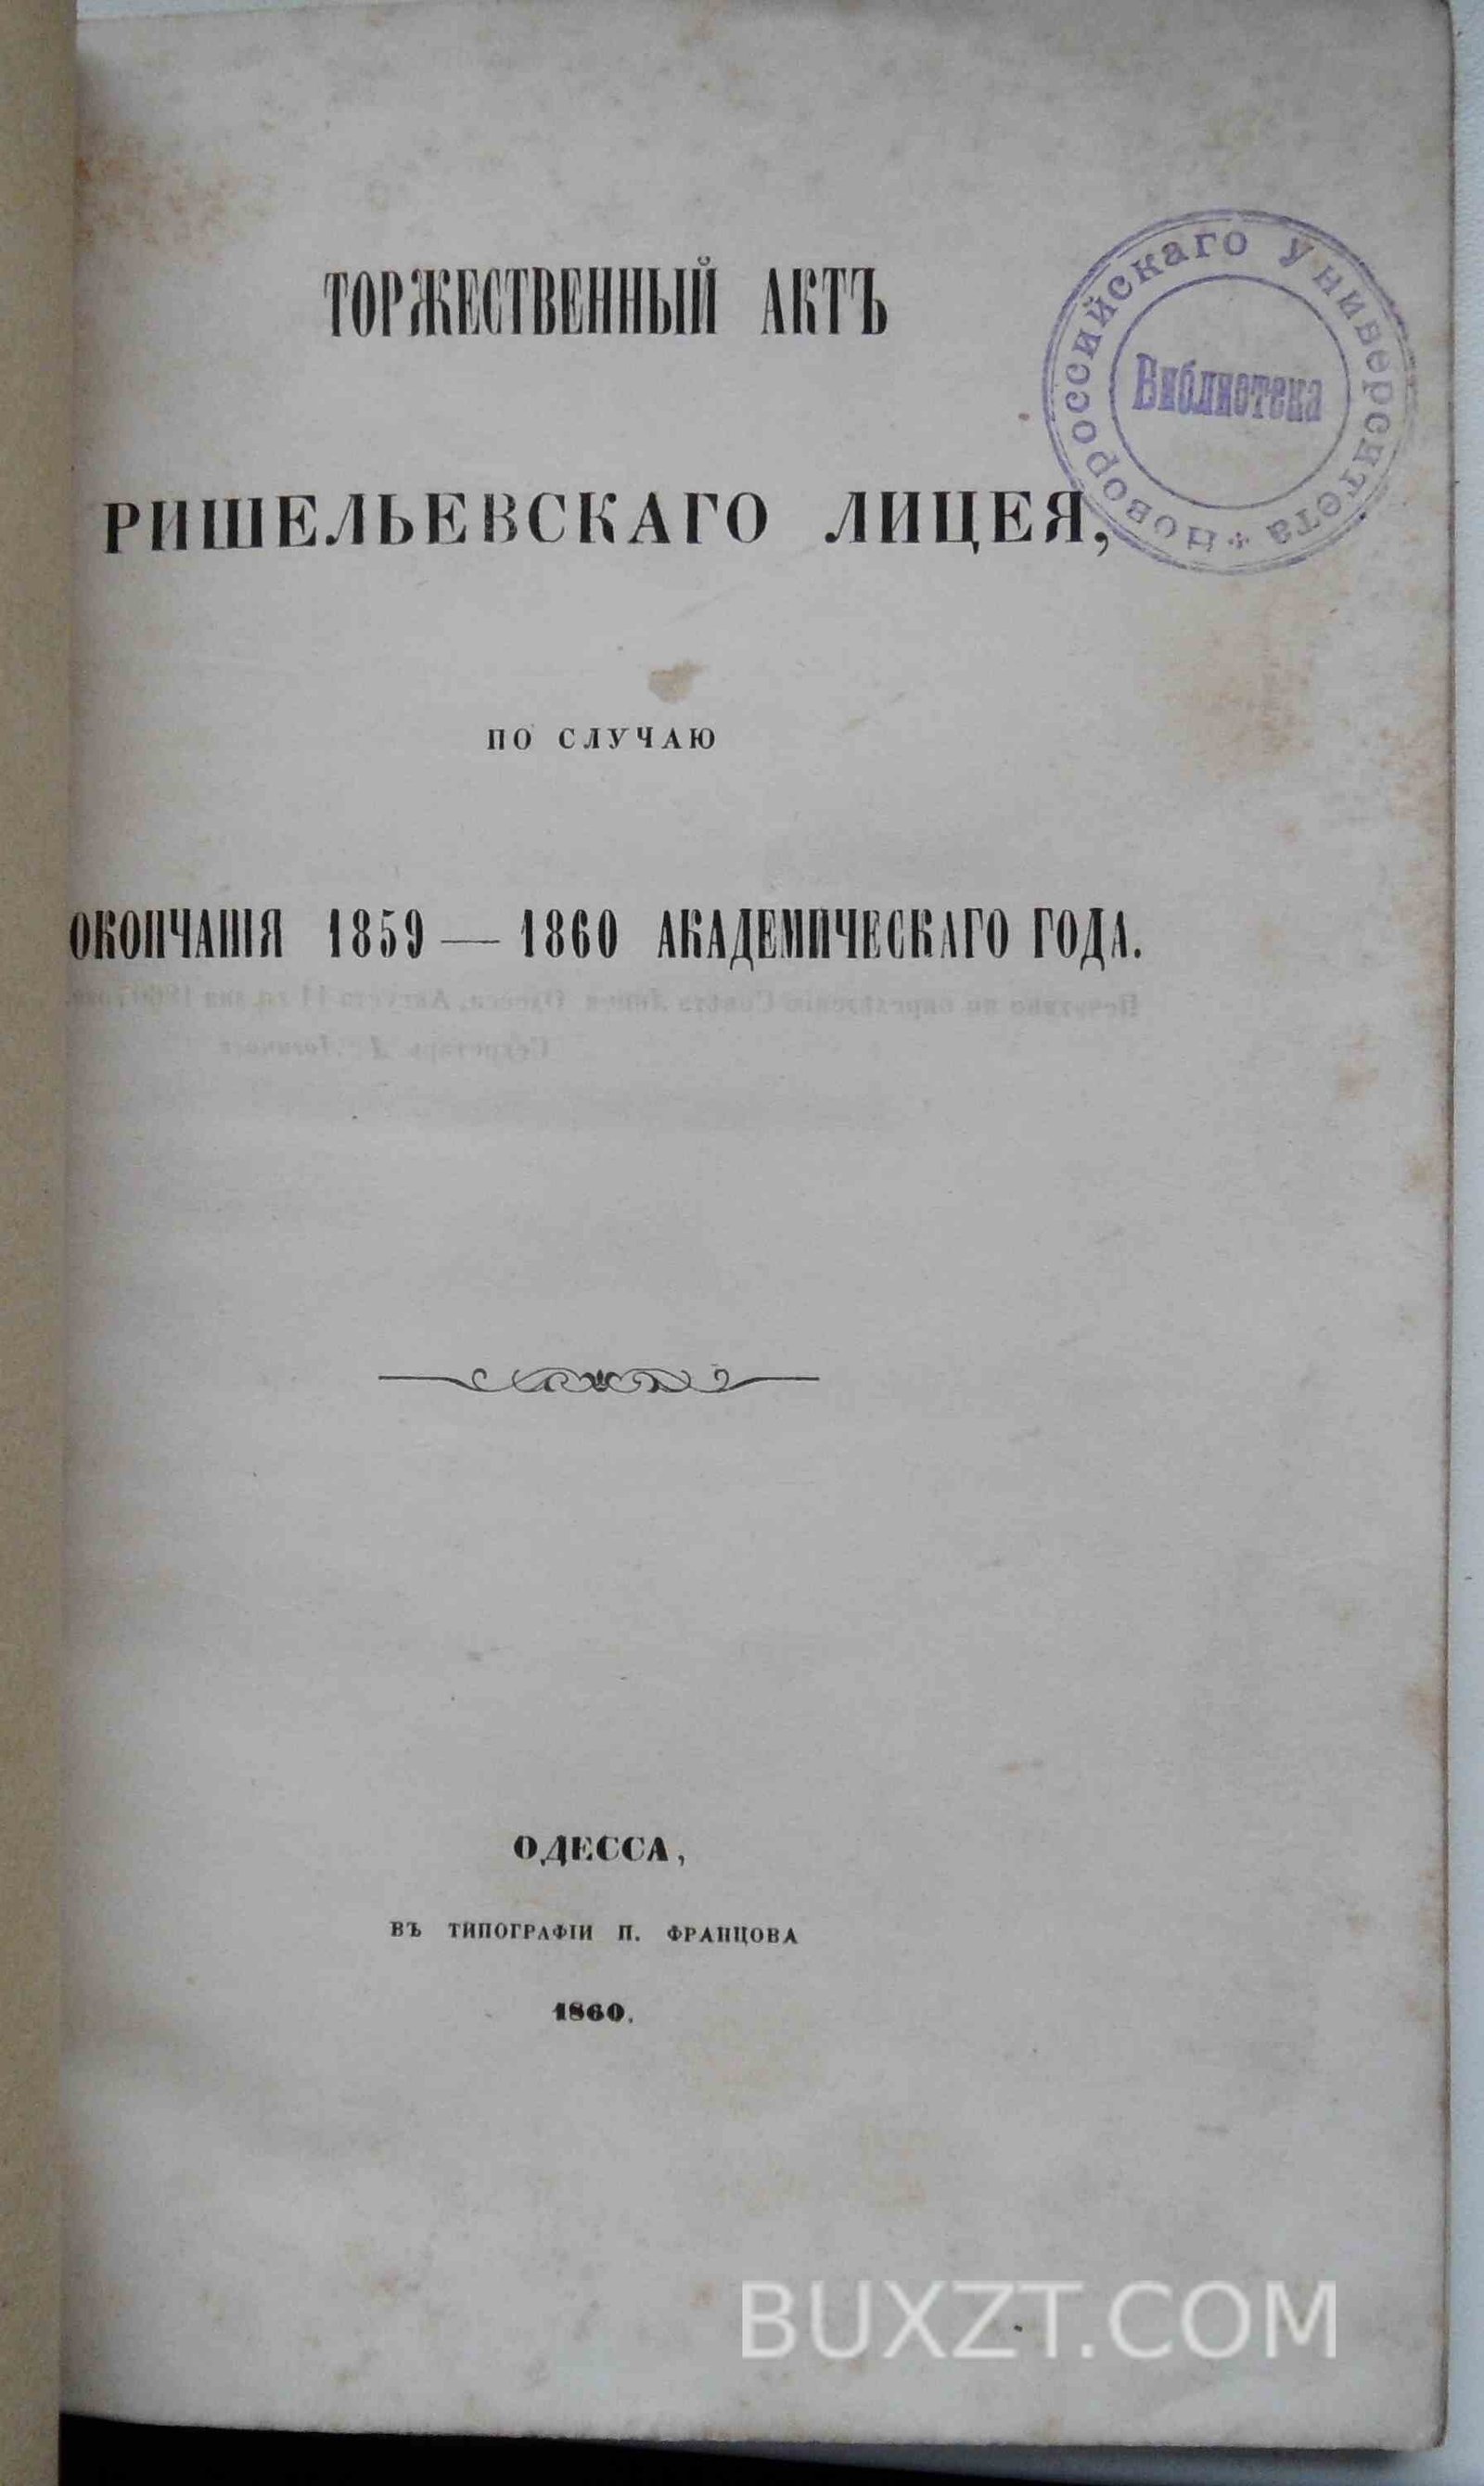 ТОРЖЕСТВЕННЫЙ АКТЪ
Новороссійскаго Университета
Библіотека
РИШЕЛЬЕВСКАГО ЛИЦЕЯ,
ПО СЛУЧАЮ
ОКОНЧАНІЯ 1859 — 1860 АКАДЕМИЧЕСКАГО ГОДА.
ОДЕССА,
ВЪ ТИПОГРАФІИ П. ФРАНЦОВА
1860.
BUXZT.COM